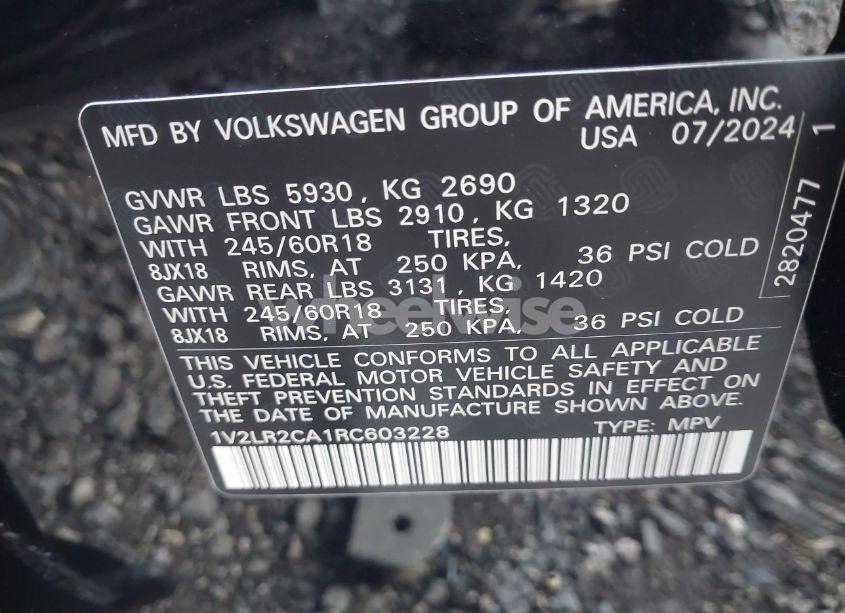 MFD BY VOLKSWAGEN GROUP OF AMERICA, INC.
USA 07/2024
GVWR LBS 5930, KG 2690
GAWR FRONT LBS 2910, KG 1320
WITH 245/60R18 TIRES,
8JX18 RIMS, AT 250 KPA, 36 PSI COLD
GAWR REAR LBS 3131, KG 1420
WITH 245/60R18 TIRES,
8JX18 RIMS, AT 250 KPA, 36 PSI COLD
THIS VEHICLE CONFORMS TO ALL APPLICABLE
U.S. FEDERAL MOTOR VEHICLE SAFETY AND
THEFT PREVENTION STANDARDS IN EFFECT ON
THE DATE OF MANUFACTURE SHOWN ABOVE.
1V2LR2CA1RC603228 TYPE: MPV
2820477 1